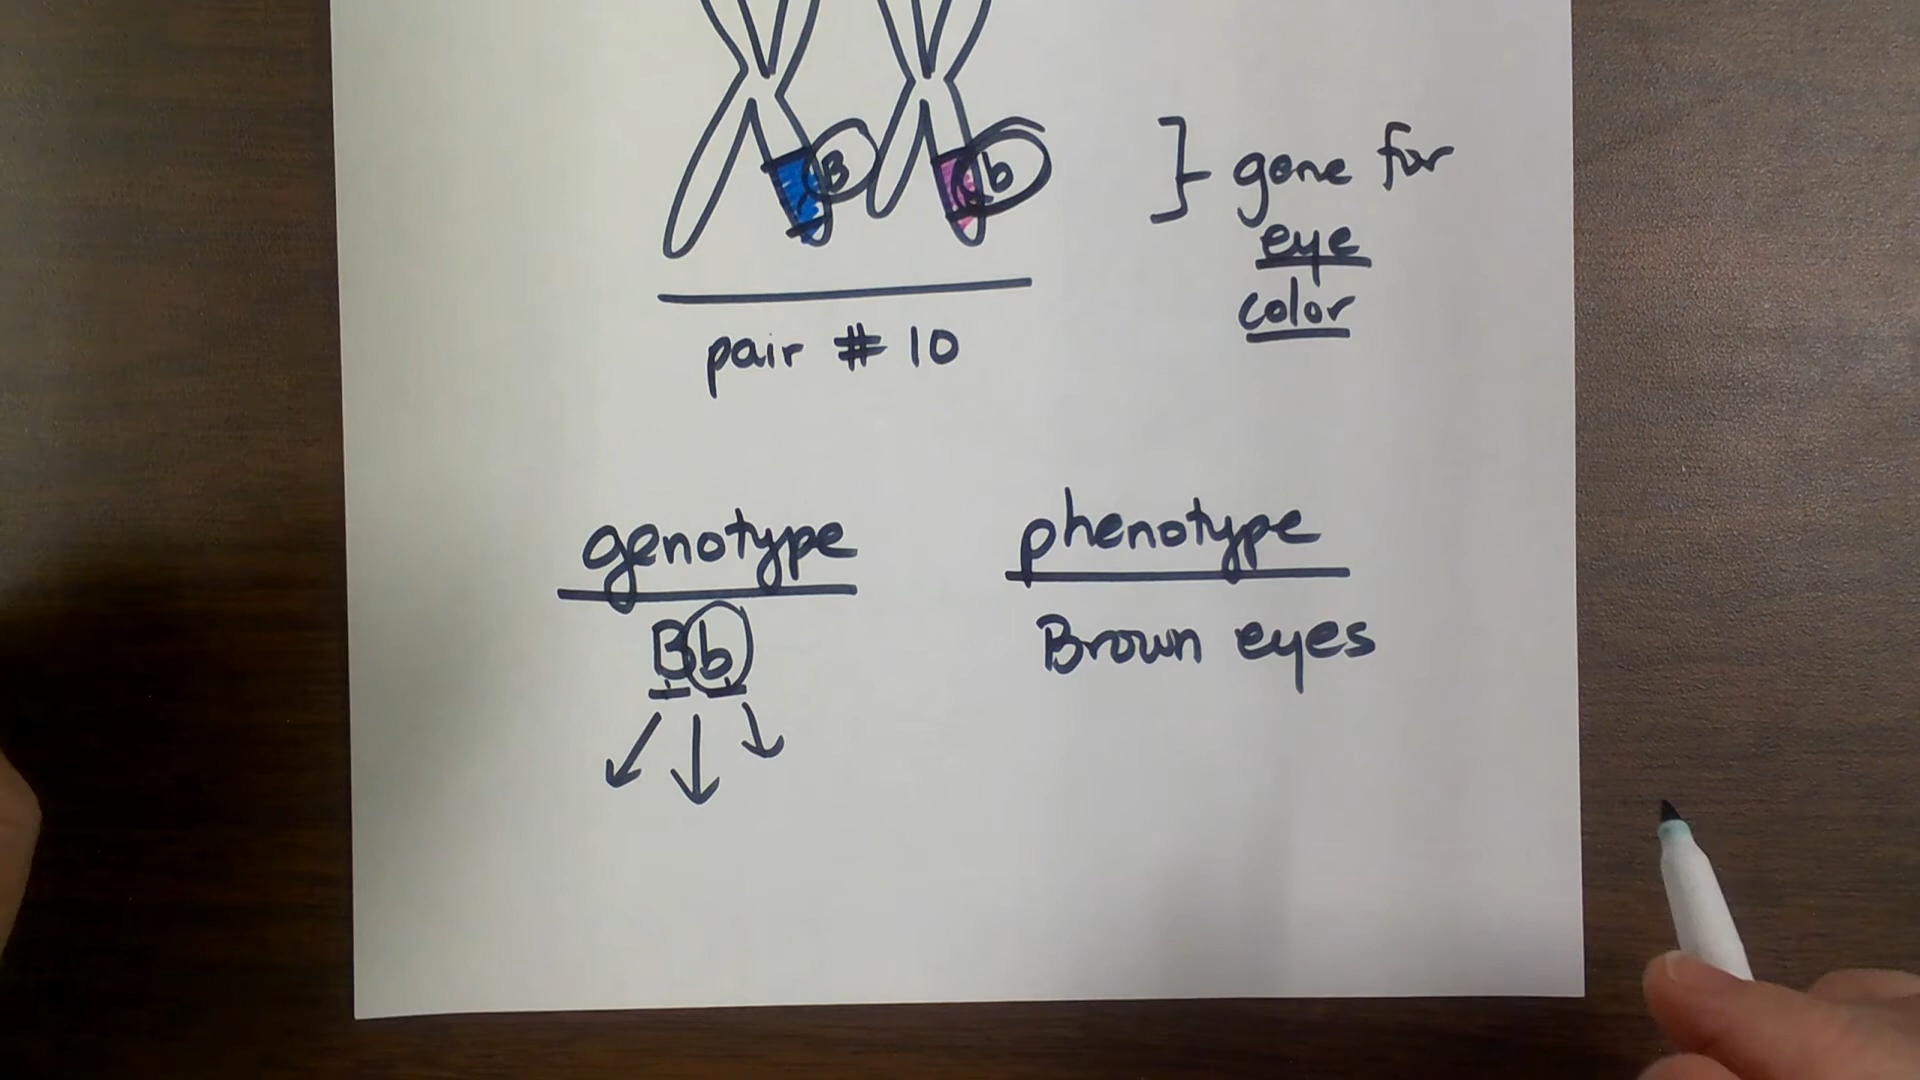 B b
gene for
eye
color
pair # 10
genotype phenotype
Bb Brown eyes